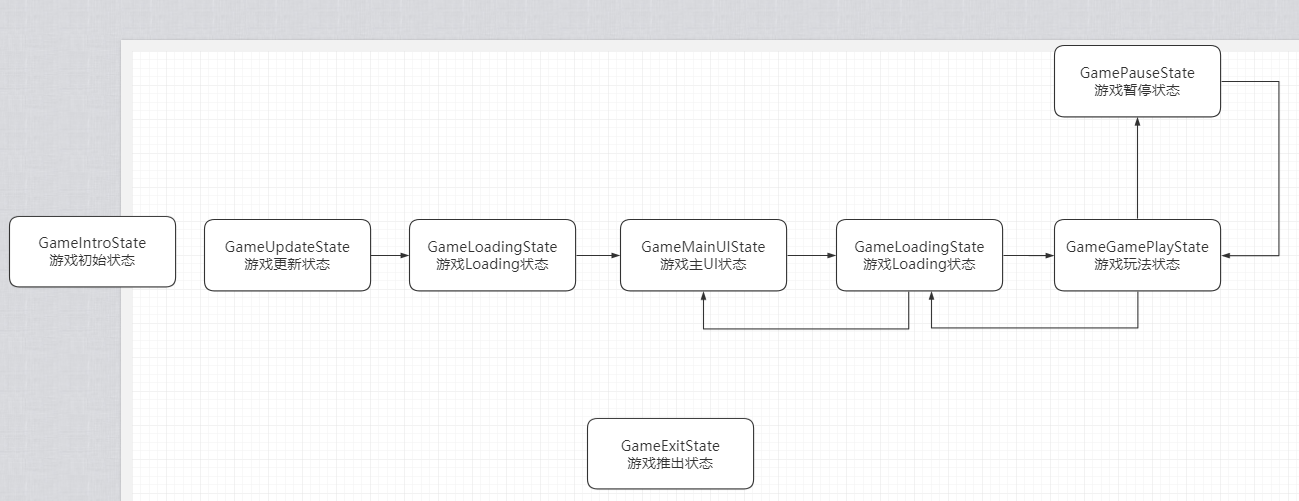 GamePauseState
游戏暂停状态
GameIntroState
游戏初始状态
GameUpdateState
游戏更新状态
GameLoadingState
游戏Loading状态
GameMainUIState
游戏主UI状态
GameLoadingState
游戏Loading状态
GameGamePlayState
游戏玩法状态
GameExitState
游戏推出状态